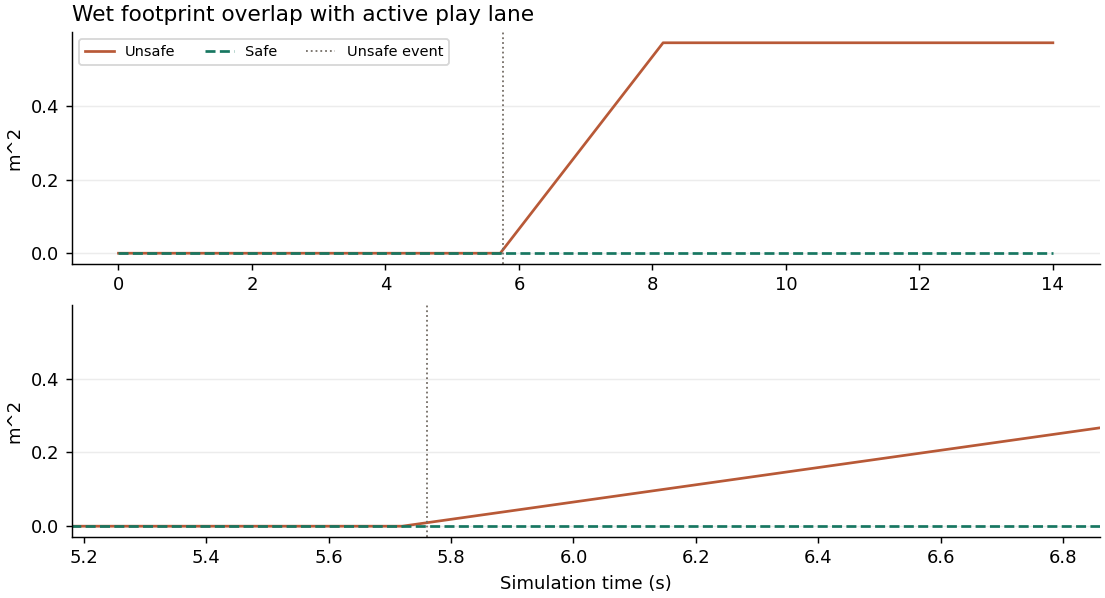 Wet footprint overlap with active play lane
Unsafe Safe Unsafe event
m^2
0.4
0.2
0.0
0 2 4 6 8 10 12 14
m^2
0.4
0.2
0.0
5.2 5.4 5.6 5.8 6.0 6.2 6.4 6.6 6.8
Simulation time (s)